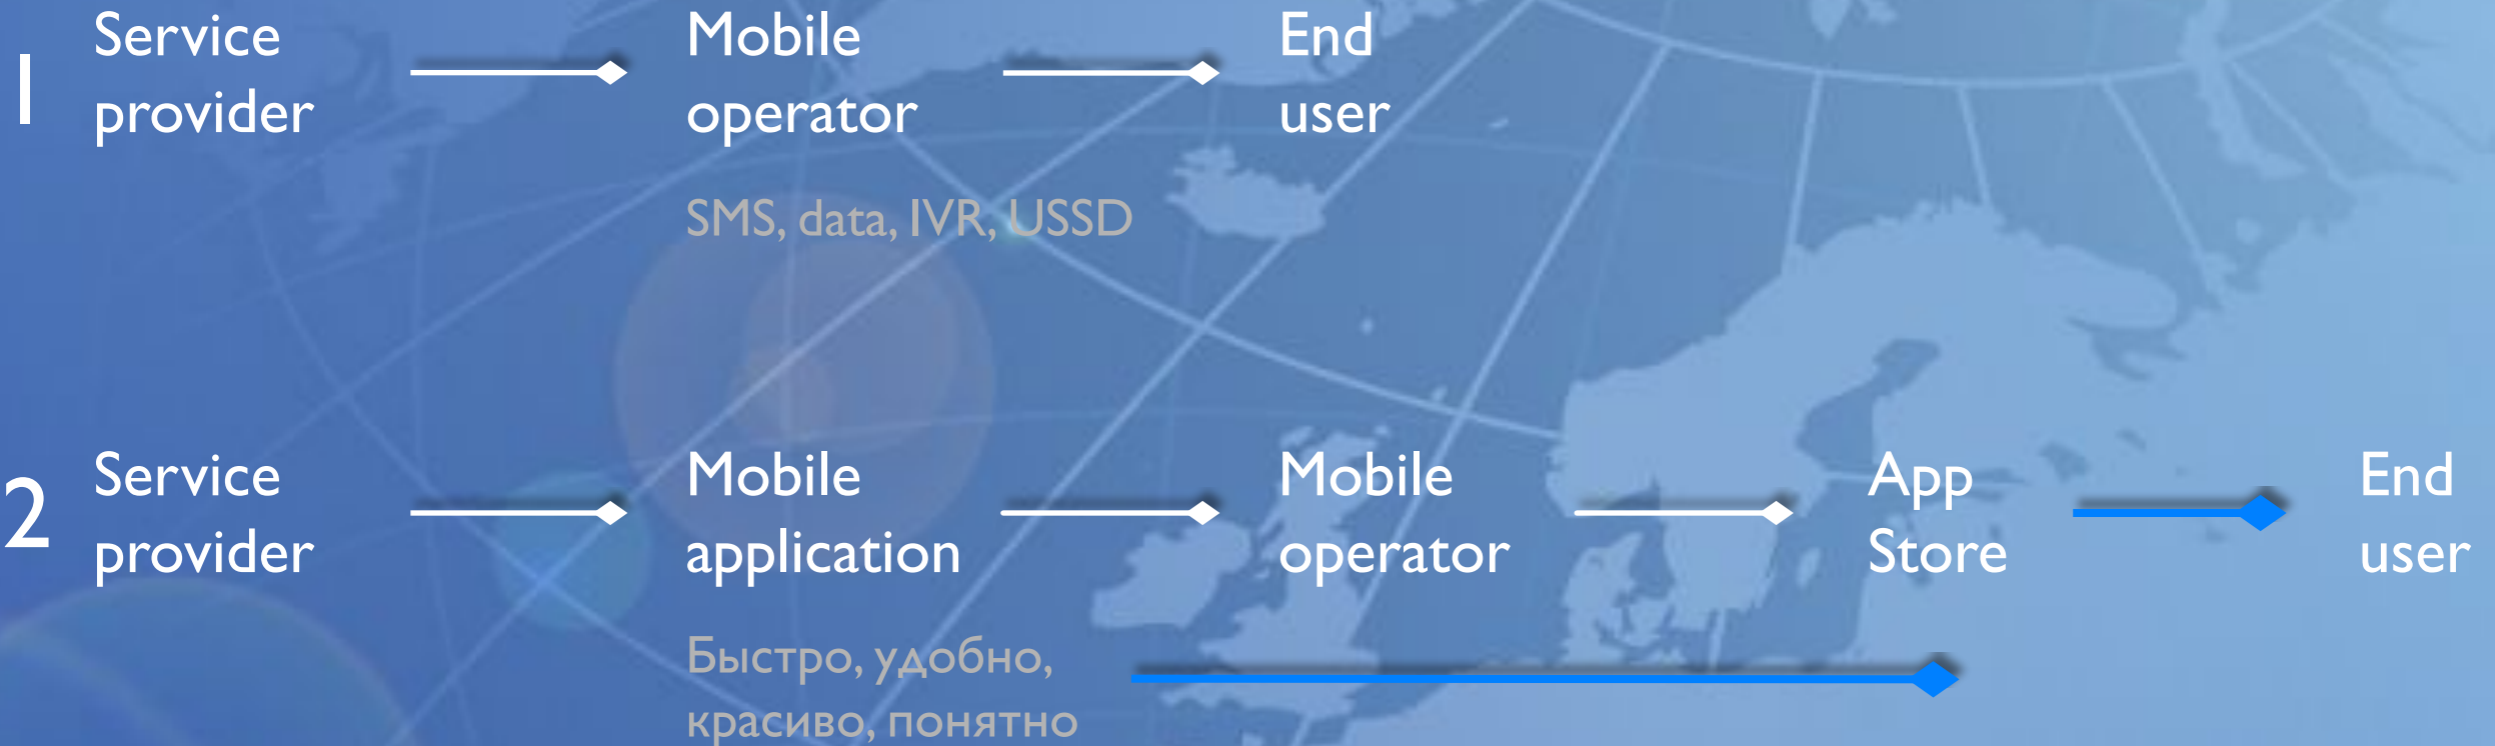 1
Service
provider
Mobile
operator
End
user
SMS, data, IVR, USSD
2
Service
provider
Mobile
application
Mobile
operator
App
Store
End
user
Быстро, удобно,
красиво, понятно